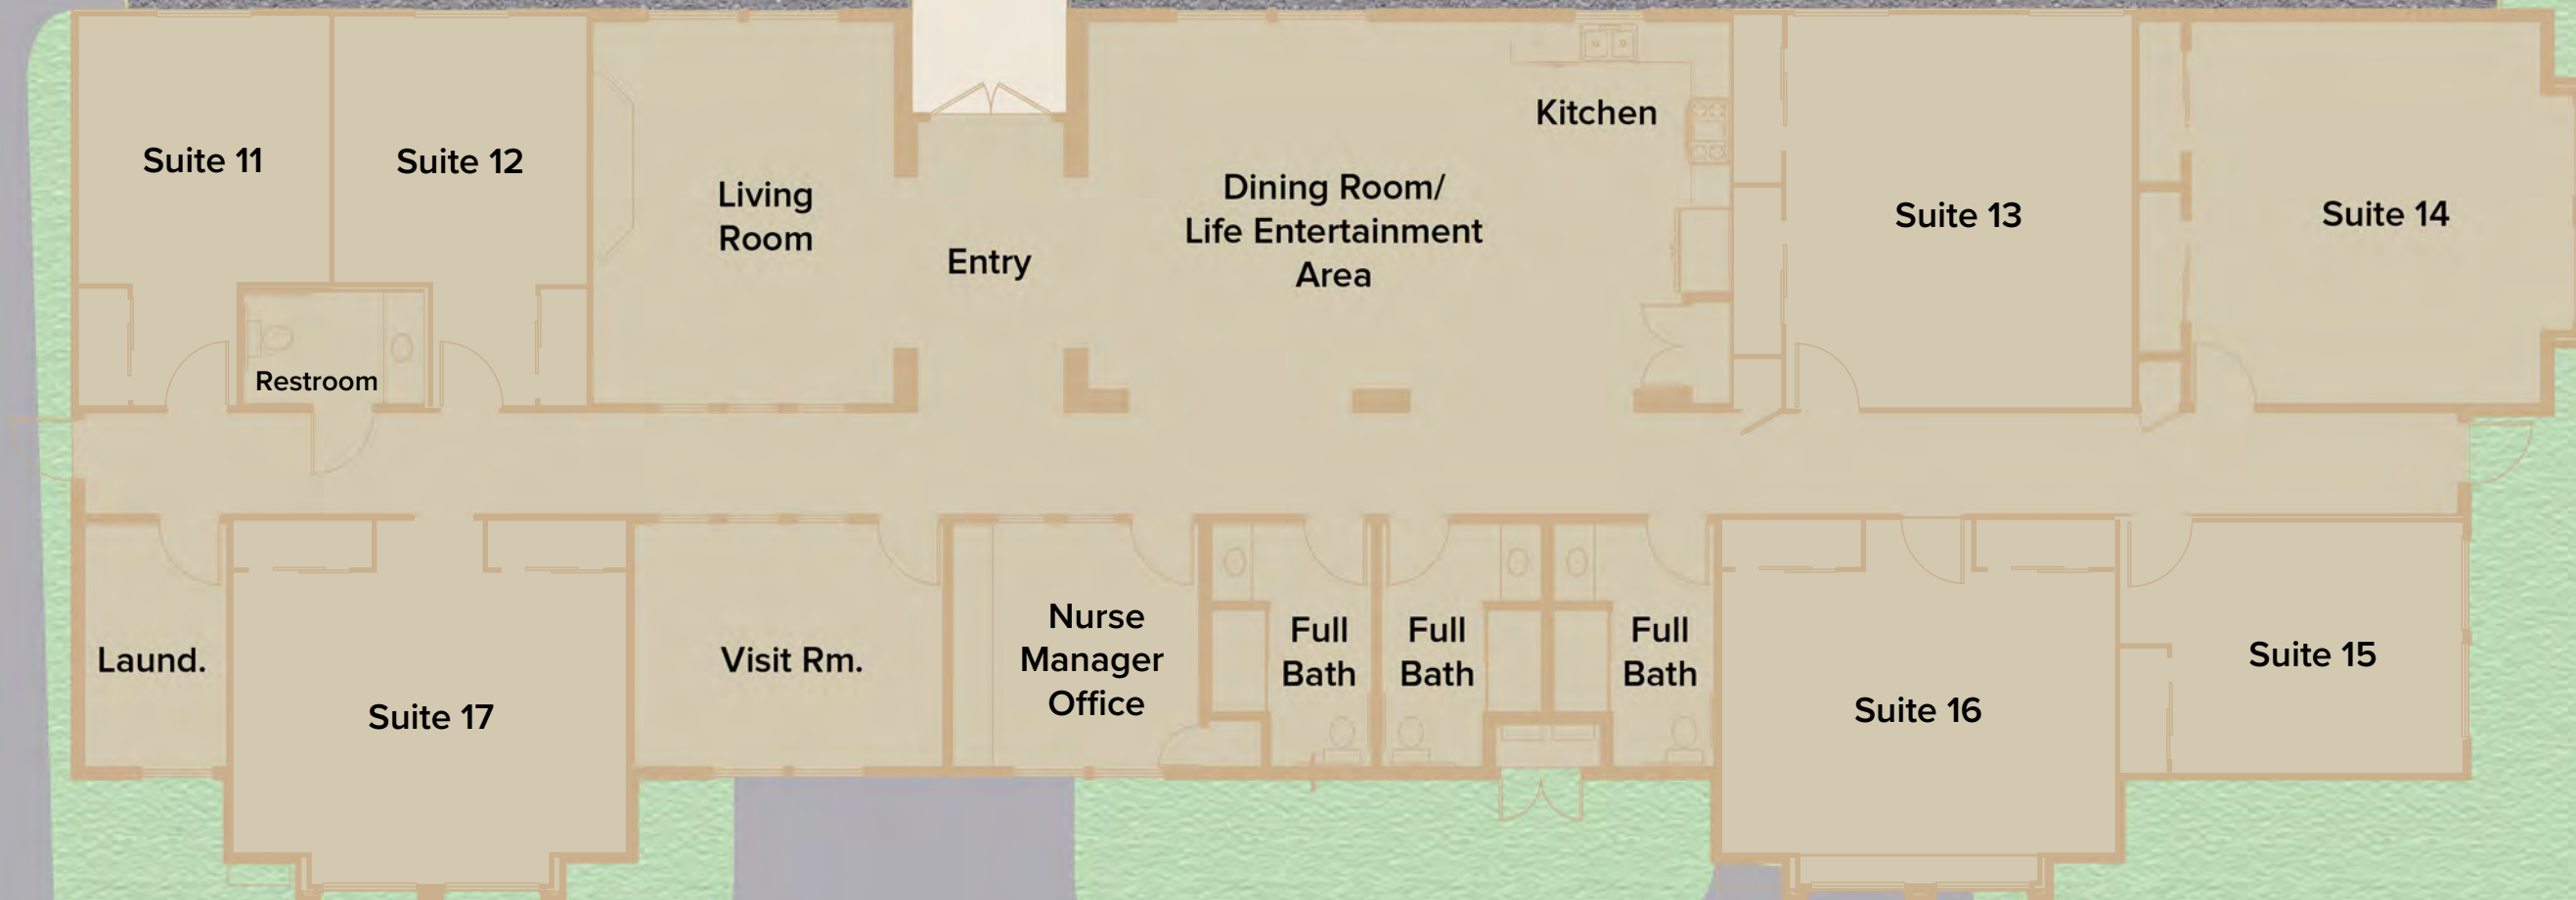 Suite 11
Suite 12
Restroom
Living
Room
Entry
Dining Room/
Life Entertainment
Area
Kitchen
Suite 13
Suite 14
Laund.
Suite 17
Visit Rm.
Nurse
Manager
Office
Full
Bath
Full
Bath
Full
Bath
Suite 16
Suite 15